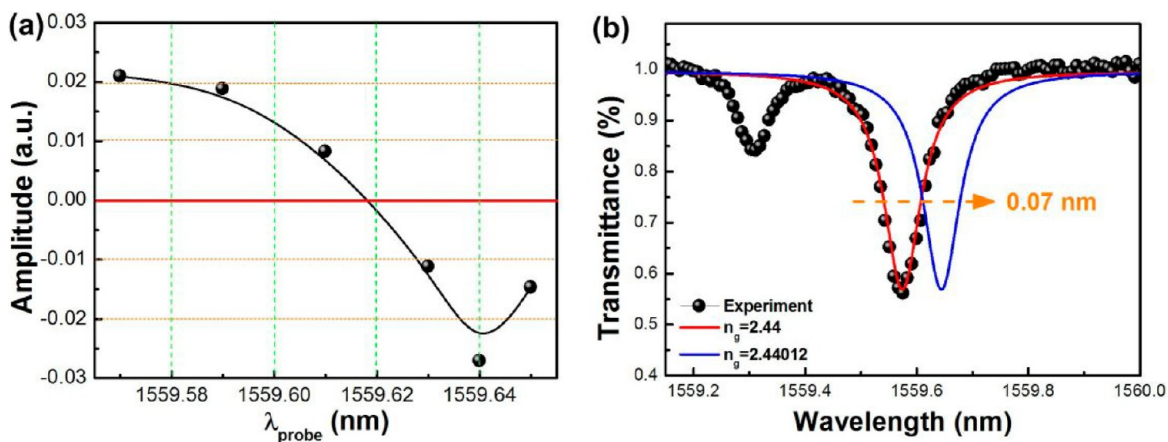 (a)
0.03
0.02
0.01
0.00
-0.01
-0.02
-0.03
Amplitude (a.u.)
1559.58 1559.60 1559.62 1559.64
λprobe (nm)
(b)
1.0
0.9
0.8
0.7
0.6
0.5
0.4
Transmittance (%)
0.07 nm
Experiment
ng=2.44
ng=2.44012
1559.2 1559.4 1559.6 1559.8 1560.0
Wavelength (nm)